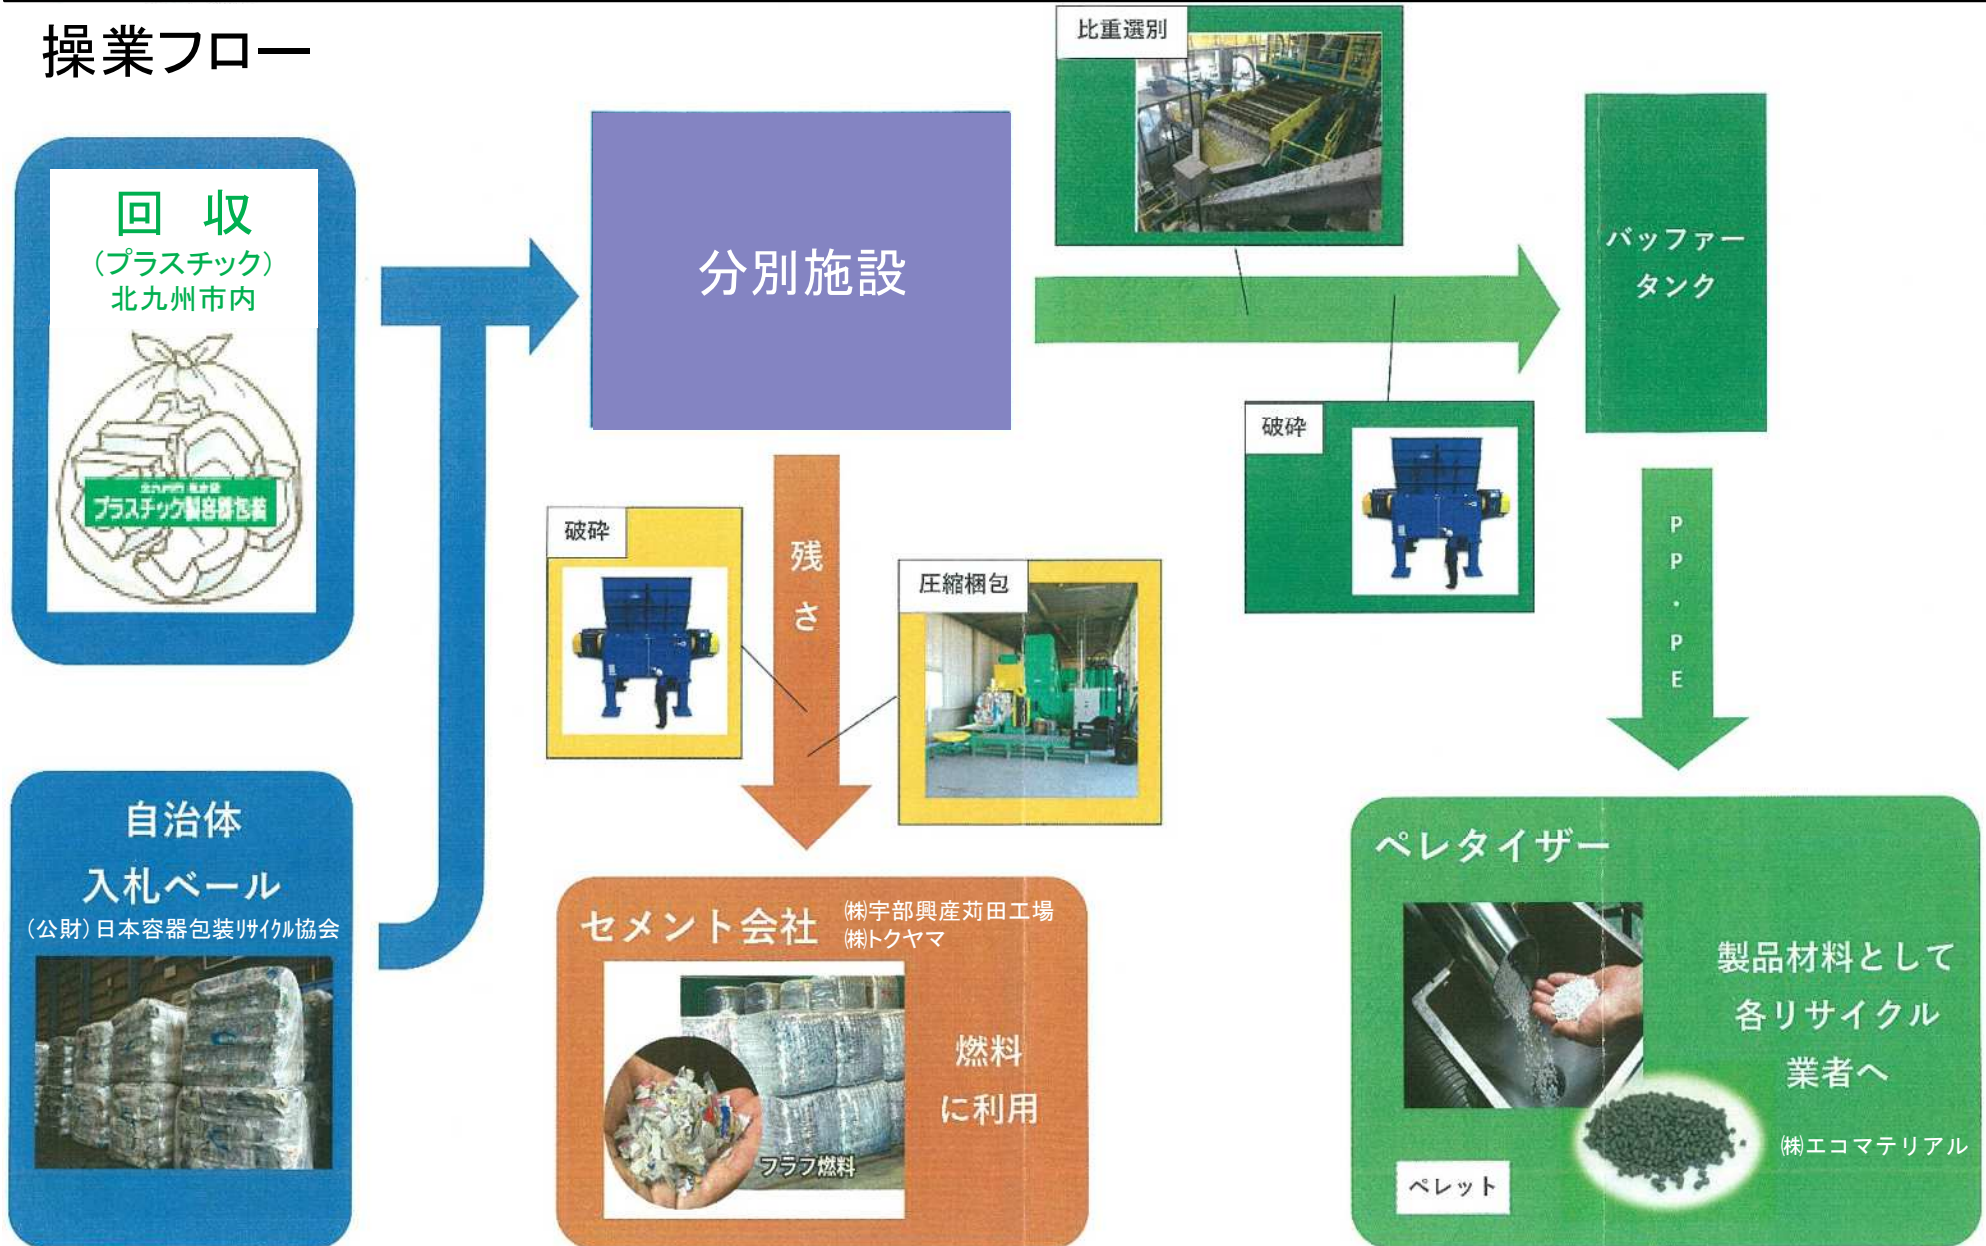 操業フロー
回 収
（プラスチック）
北九州市内
プラスチック製容器包装
自治体
入札ベール
（公財）日本容器包装ﾘｻｲｸﾙ協会
分別施設
比重選別
破砕
バッファー
タンク
PP・PE
破砕
残さ
圧縮梱包
セメント会社
㈱宇部興産苅田工場
㈱トクヤマ
燃料
に利用
フラフ燃料
ペレタイザー
製品材料として
各リサイクル
業者へ
㈱エコマテリアル
ペレット